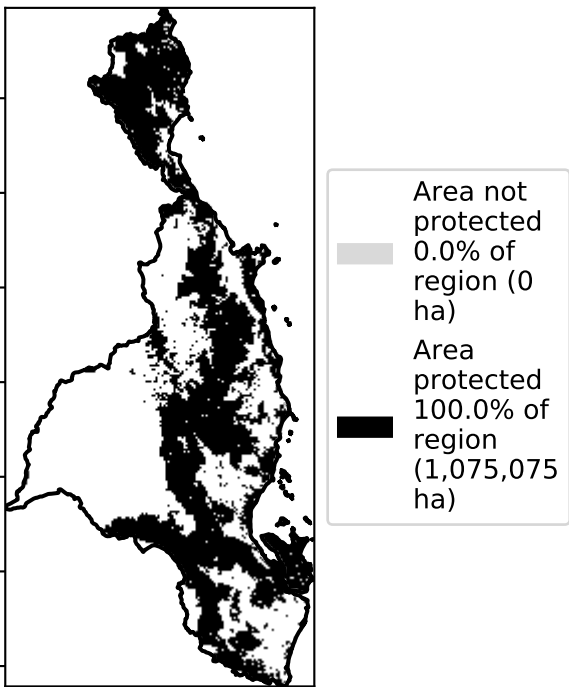 Area not
protected
0.0% of
region (0
ha)
Area
protected
100.0% of
region
(1,075,075
ha)